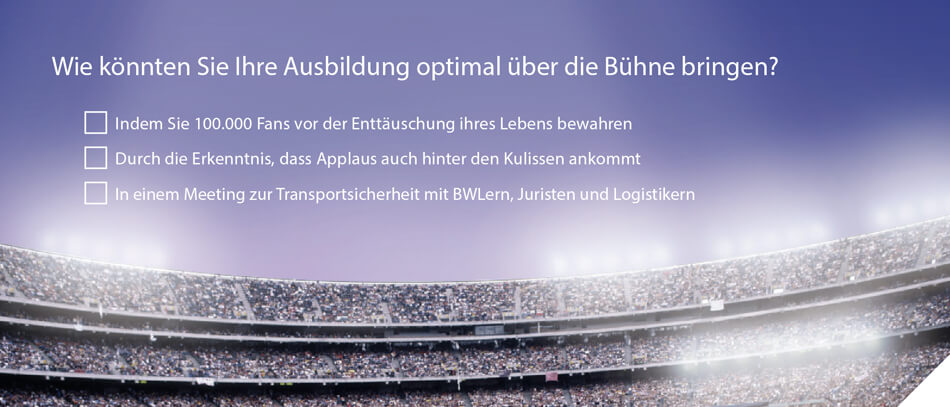 Wie könnten Sie Ihre Ausbildung optimal über die Bühne bringen?
Indem Sie 100.000 Fans vor der Enttäuschung ihres Lebens bewahren
Durch die Erkenntnis, dass Applaus auch hinter den Kulissen ankommt
In einem Meeting zur Transportsicherheit mit BWLern, Juristen und Logistikern